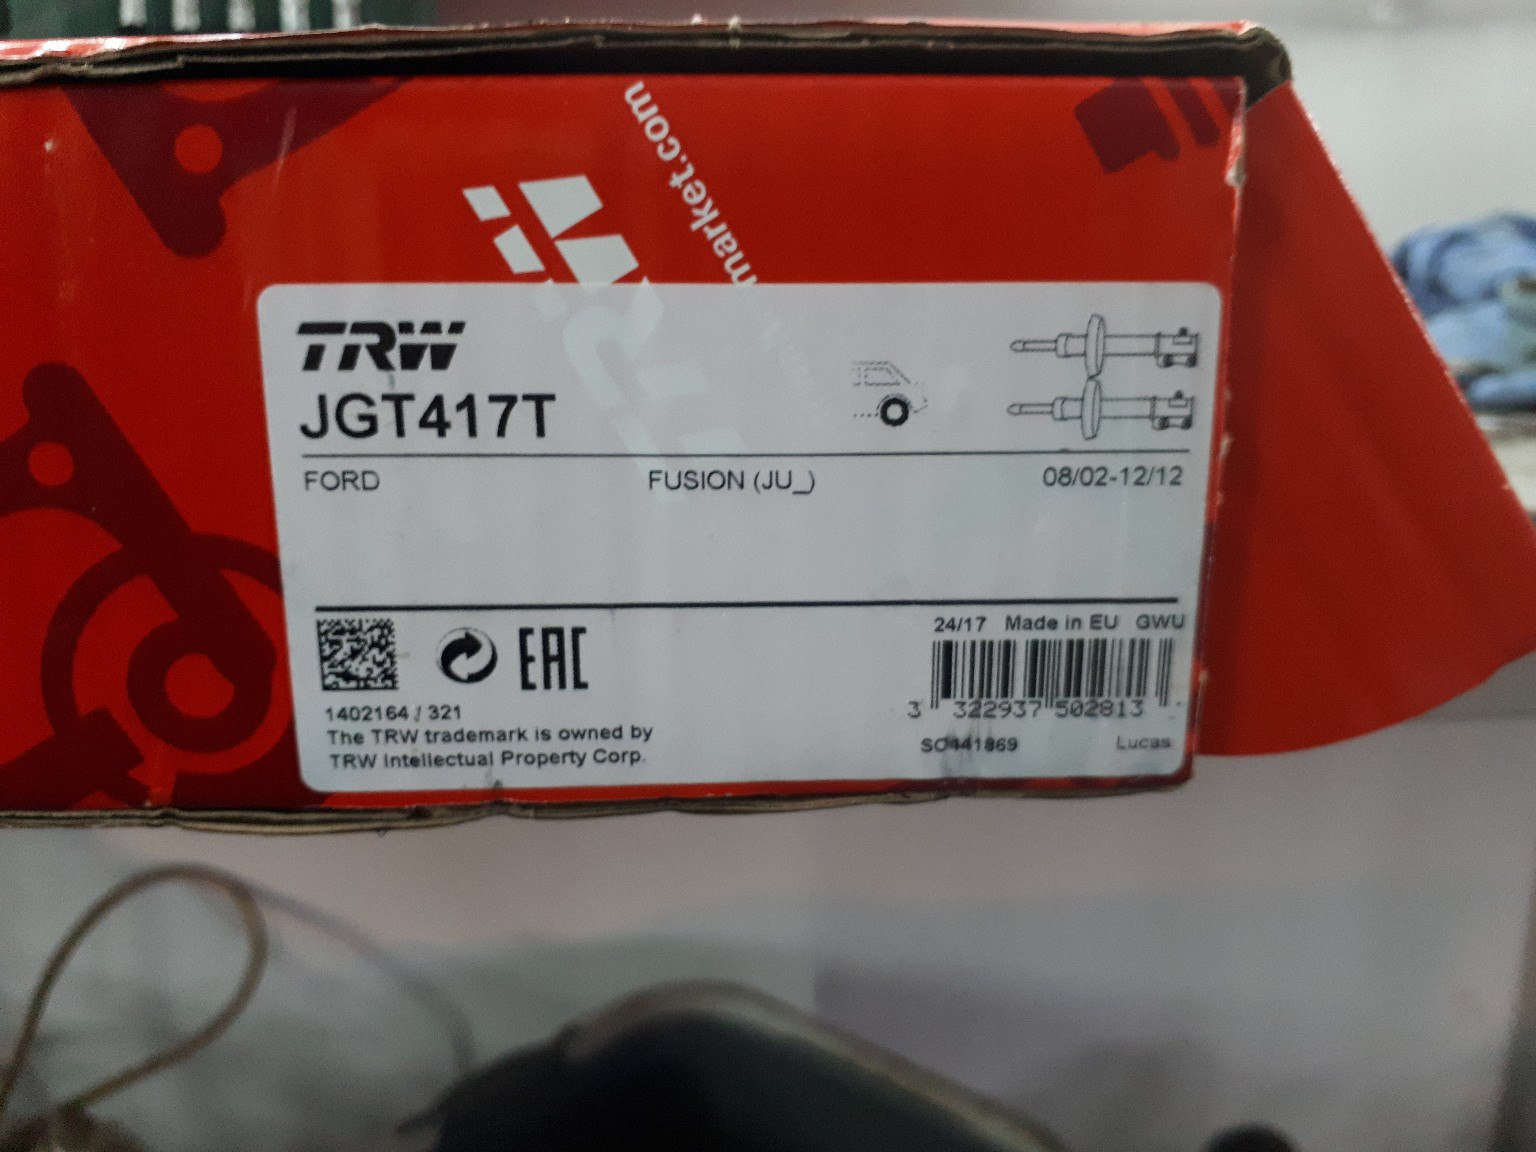 market.com
TRW
JGT417T
FORD FUSION (JU_) 08/02-12/12
24/17 Made in EU GWU
EAC
3 322937 502813
1402164 / 321
The TRW trademark is owned by
TRW Intellectual Property Corp.
SO441869 Lucas